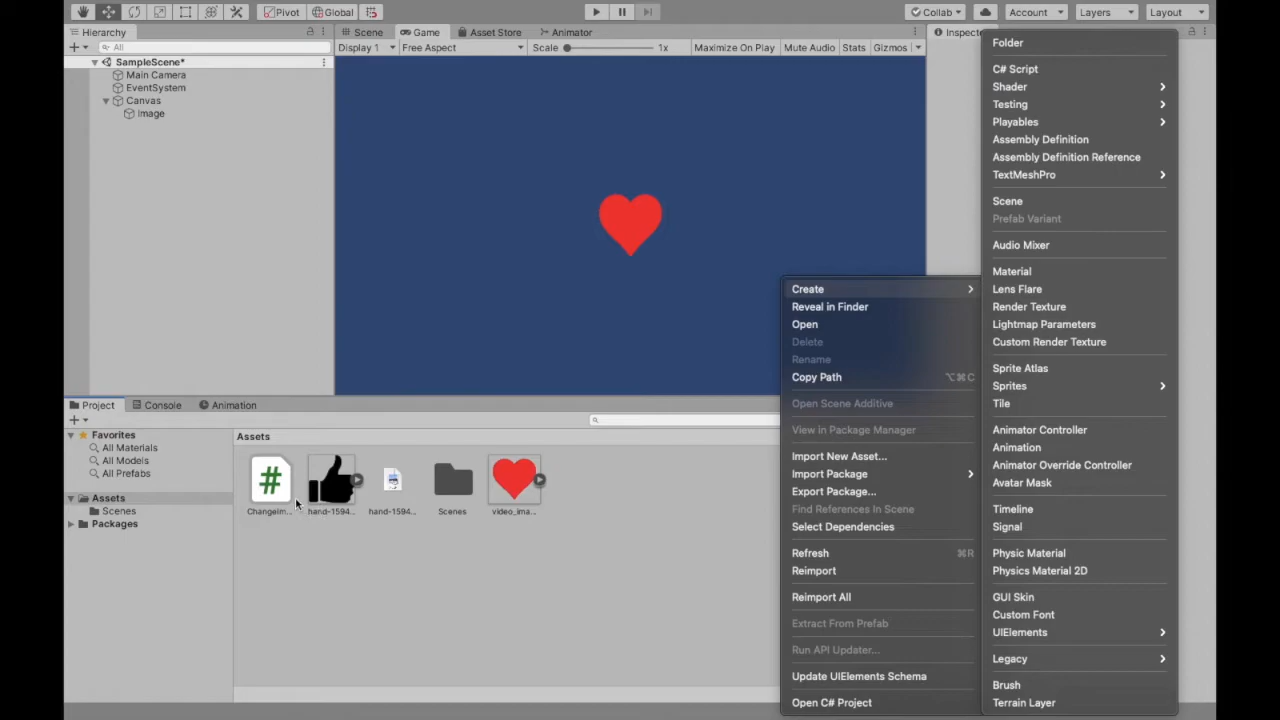 Pivot Global Collab Account Layers Layout
Hierarchy Scene Game Asset Store Animator Inspecto
All Display 1 Free Aspect Scale 1x Maximize On Play Mute Audio Stats Gizmos
SampleScene*
Main Camera
EventSystem
Canvas
Image
Project Console Animation
Favorites
All Materials
All Models
All Prefabs
Assets
Scenes
Packages
Assets
ChangeIm... hand-1594... hand-1594... Scenes video_ima...
Create
Reveal in Finder
Open
Delete
Rename
Copy Path ⌥⌘C
Open Scene Additive
View in Package Manager
Import New Asset...
Import Package
Export Package...
Find References In Scene
Select Dependencies
Refresh ⌘R
Reimport
Reimport All
Extract From Prefab
Run API Updater...
Update UIElements Schema
Open C# Project
Folder
C# Script
Shader
Testing
Playables
Assembly Definition
Assembly Definition Reference
TextMeshPro
Scene
Prefab Variant
Audio Mixer
Material
Lens Flare
Render Texture
Lightmap Parameters
Custom Render Texture
Sprite Atlas
Sprites
Tile
Animator Controller
Animation
Animator Override Controller
Avatar Mask
Timeline
Signal
Physic Material
Physics Material 2D
GUI Skin
Custom Font
UIElements
Legacy
Brush
Terrain Layer